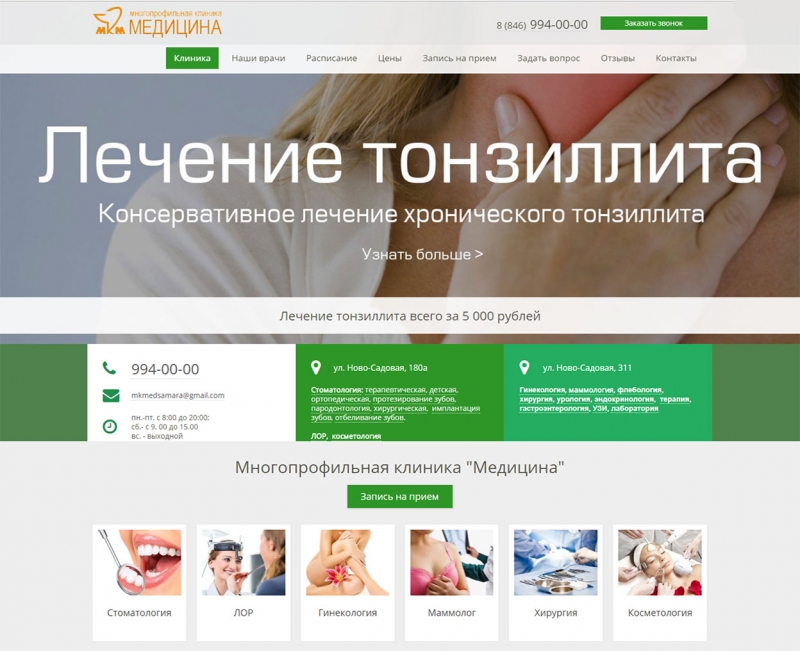 многопрофильная клиника
МКМ МЕДИЦИНА
8 (846) 994-00-00
Заказать звонок
Клиника Наши врачи Расписание Цены Запись на прием Задать вопрос Отзывы Контакты
Лечение тонзиллита
Консервативное лечение хронического тонзиллита
Узнать больше >
Лечение тонзиллита всего за 5 000 рублей
994-00-00
mkmedsamara@gmail.com
пн.-пт. с 8:00 до 20:00;
сб.- с 9. 00 до 15.00
вс. - выходной
ул. Ново-Садовая, 180а
Стоматология: терапевтическая, детская,
ортопедическая, протезирование зубов,
пародонтология, хирургическая, имплантация
зубов, отбеливание зубов.
ЛОР, косметология
ул. Ново-Садовая, 311
Гинекология, маммология, флебология,
хирургия, урология, эндокринология, терапия,
гастроэнтерология, УЗИ, лаборатория
Многопрофильная клиника "Медицина"
Запись на прием
Стоматология
ЛОР
Гинекология
Маммолог
Хирургия
Косметология